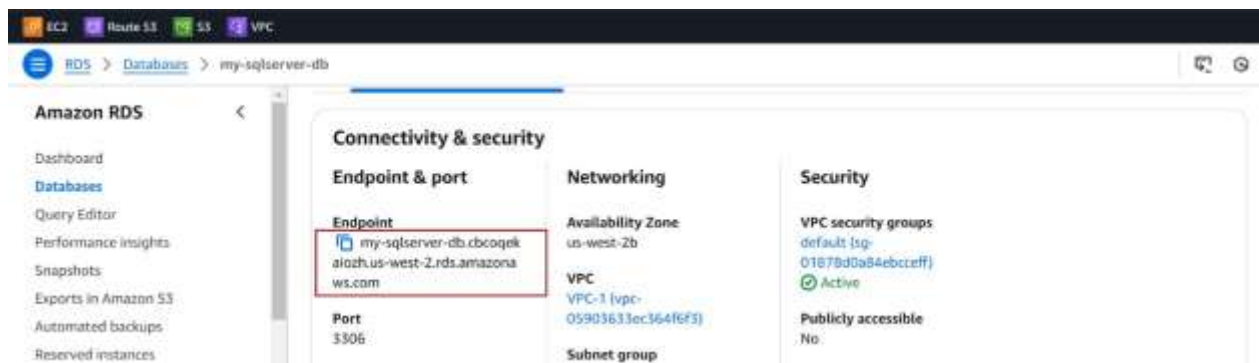 EC2 Route 53 S3 VPC
RDS > Databases > my-sqlserver-db
Amazon RDS
Dashboard
Databases
Query Editor
Performance insights
Snapshots
Exports in Amazon S3
Automated backups
Reserved instances
Connectivity & security
Endpoint & port
Endpoint
my-sqlserver-db.cbcoqek
aiozh.us-west-2.rds.amazona
ws.com
Port
3306
Networking
Availability Zone
us-west-2b
VPC
VPC-1 (vpc-
05903633ec364f6f3)
Subnet group
Security
VPC security groups
default (sg-
01878d0a84ebcceff)
Active
Publicly accessible
No